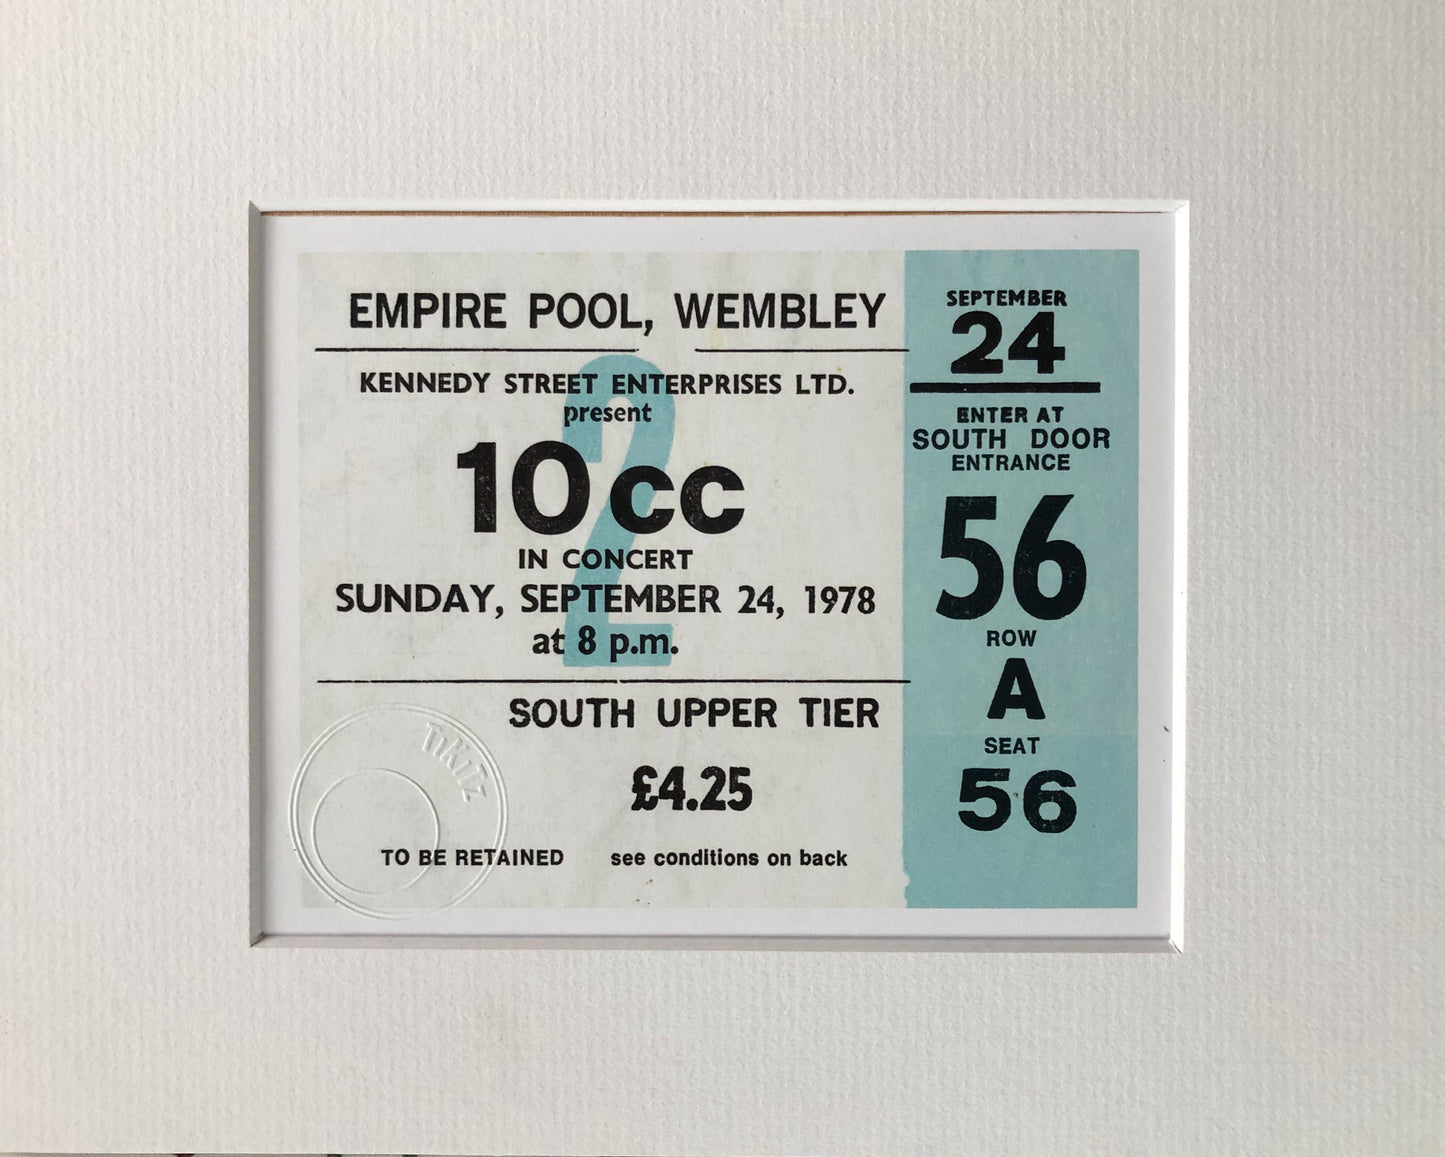 EMPIRE POOL, WEMBLEY
KENNEDY STREET ENTERPRISES LTD.
present
2
10cc
IN CONCERT
SUNDAY, SEPTEMBER 24, 1978
at 8 p.m.
SOUTH UPPER TIER
£4.25
TiKiTZ
TO BE RETAINED see conditions on back
SEPTEMBER
24
ENTER AT
SOUTH DOOR
ENTRANCE
56
ROW
A
SEAT
56